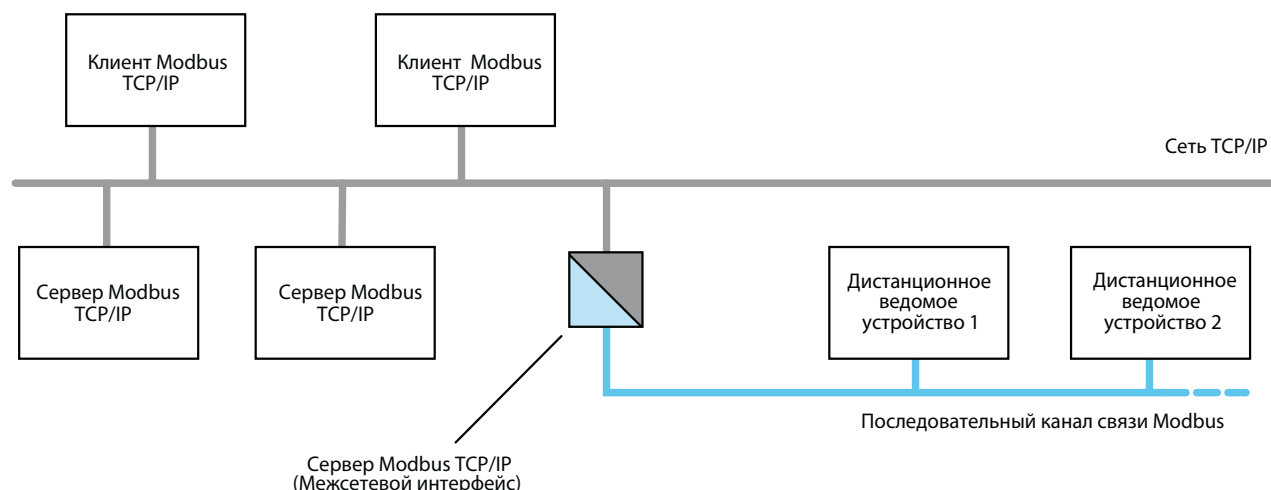 Клиент Modbus
TCP/IP
Клиент Modbus
TCP/IP
Сеть TCP/IP
Сервер Modbus
TCP/IP
Сервер Modbus
TCP/IP
Дистанционное
ведомое
устройство 1
Дистанционное
ведомое
устройство 2
Последовательный канал связи Modbus
Сервер Modbus TCP/IP
(Межсетевой интерфейс)